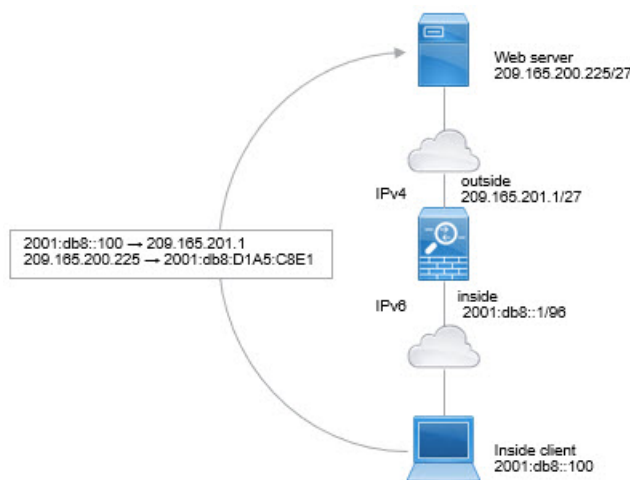 Web server
209.165.200.225/27
IPv4
outside
209.165.201.1/27
2001:db8::100 → 209.165.201.1
209.165.200.225 → 2001:db8:D1A5:C8E1
IPv6
inside
2001:db8::1/96
Inside client
2001:db8::100